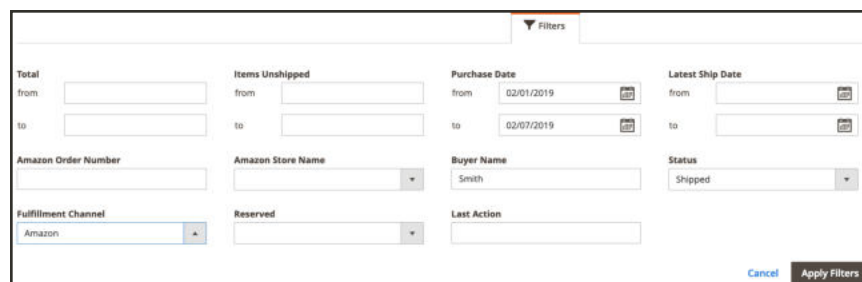 Filters
Total Items Unshipped Purchase Date Latest Ship Date
from from from 02/01/2019 from
to to to 02/07/2019 to
Amazon Order Number Amazon Store Name Buyer Name Status
Smith Shipped
Fulfillment Channel Reserved Last Action
Amazon
Cancel Apply Filters